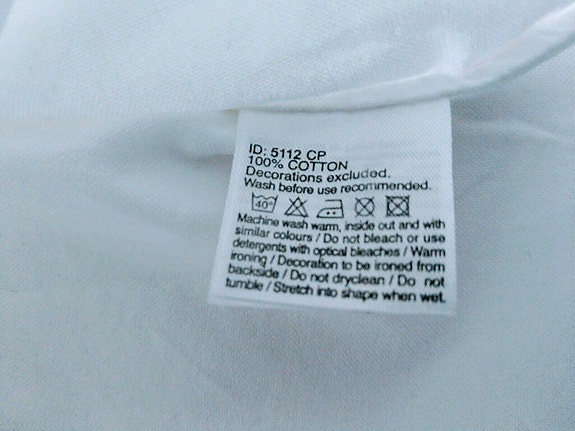 ID: 5112 CP
100% COTTON
Decorations excluded.
Wash before use recommended.
40°
Machine wash warm, inside out and with
similar colours / Do not bleach or use
detergents with optical bleaches / Warm
ironing / Decoration to be ironed from
backside / Do not dryclean / Do not
tumble / Stretch into shape when wet.